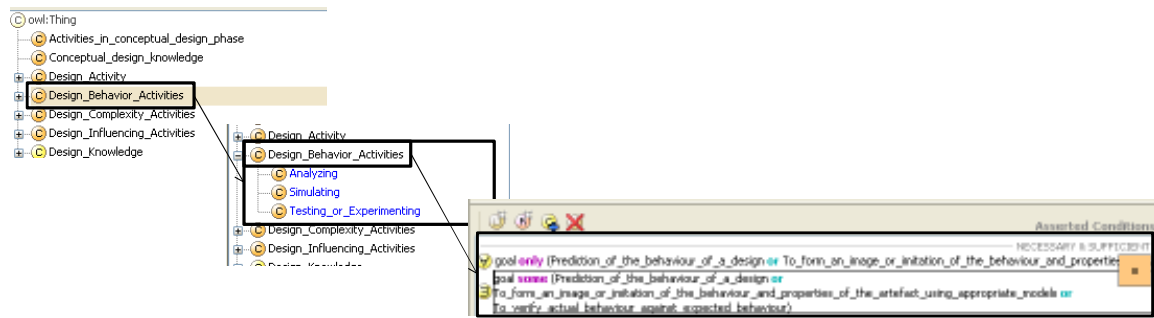 owl:Thing
Activities_in_conceptual_design_phase
Conceptual_design_knowledge
Design_Activity
Design_Behavior_Activities
Design_Complexity_Activities
Design_Influencing_Activities
Design_Knowledge
Design_Activity
Design_Behavior_Activities
Analyzing
Simulating
Testing_or_Experimenting
Design_Complexity_Activities
Design_Influencing_Activities
Design_Knowledge
Asserted Conditions
NECESSARY & SUFFICIENT
goal only (Prediction_of_the_behaviour_of_a_design or To_form_an_image_or_imitation_of_the_behaviour_and_properties
goal some (Prediction_of_the_behaviour_of_a_design or
To_form_an_image_or_imitation_of_the_behaviour_and_properties_of_the_artefact_using_appropriate_models or
To_verify_actual_behaviour_against_expected_behaviour)